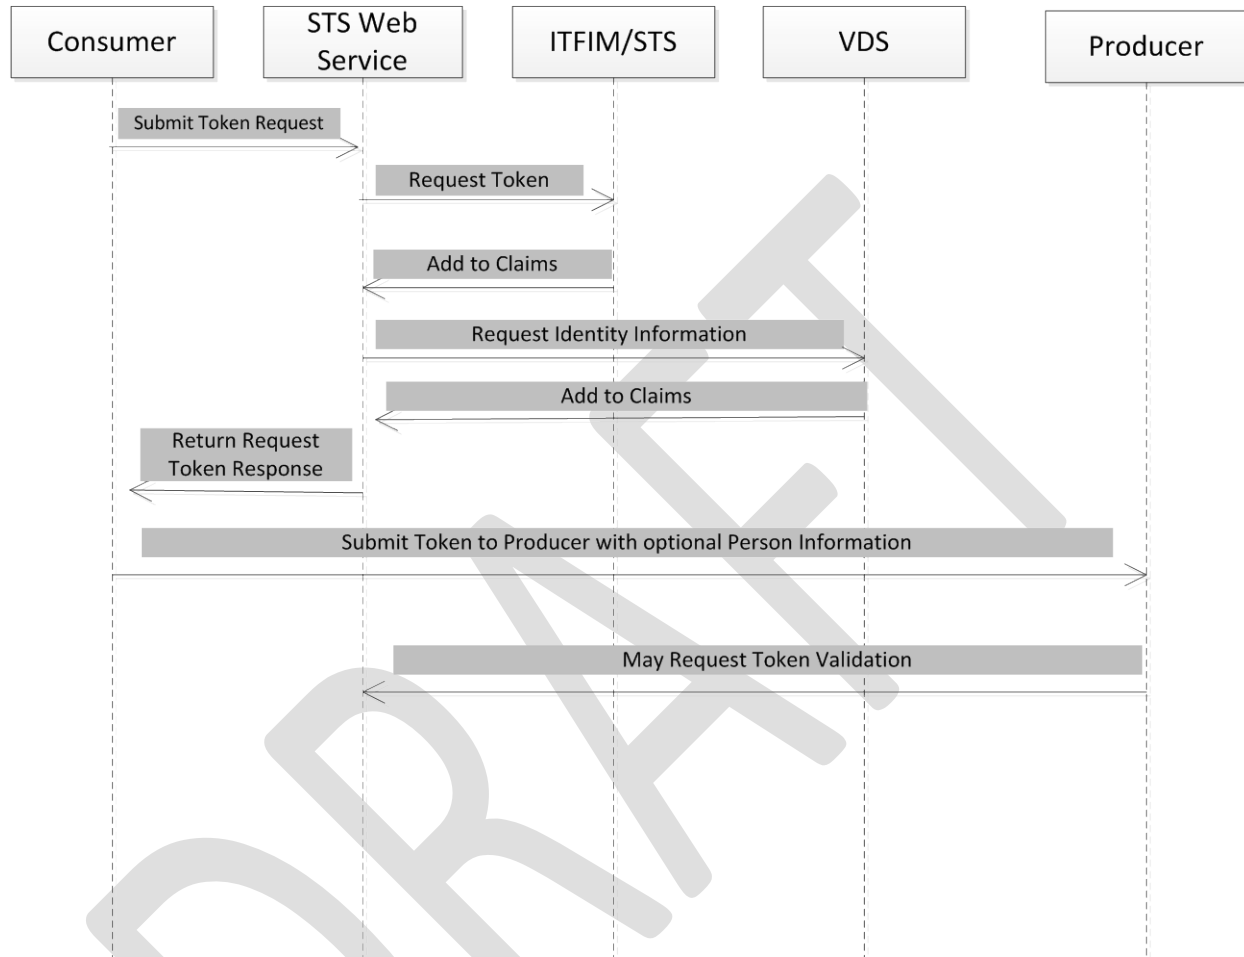 Consumer
STS Web
Service
ITFIM/STS
VDS
Producer
Submit Token Request
Request Token
Add to Claims
Request Identity Information
Add to Claims
Return Request
Token Response
Submit Token to Producer with optional Person Information
May Request Token Validation
DRAFT